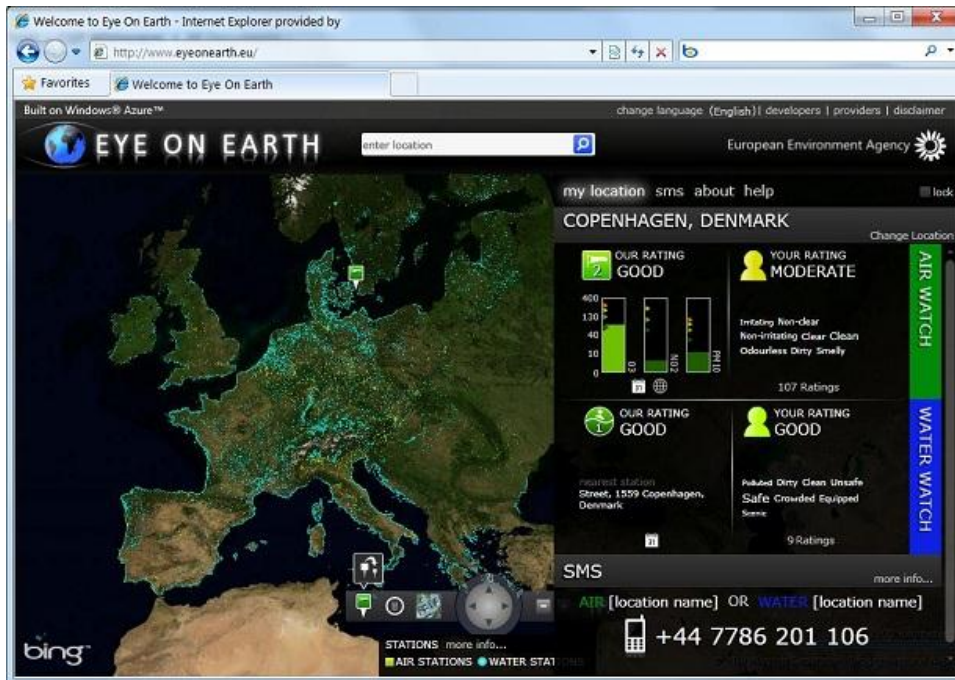 Welcome to Eye On Earth - Internet Explorer provided by
http://www.eyeonearth.eu/
Favorites
Welcome to Eye On Earth
Built on Windows® Azure™
change language (English) | developers | providers | disclaimer
EYE ON EARTH
enter location
European Environment Agency
my location sms about help
lock
COPENHAGEN, DENMARK
Change Location
OUR RATING
GOOD
2
400
130
40
10
0
O3
NO2
PM10
31
YOUR RATING
MODERATE
Irritating Non-clear
Non-irritating Clear Clean
Odourless Dirty Smelly
107 Ratings
AIR WATCH
OUR RATING
GOOD
1
nearest station
Street, 1559 Copenhagen,
Denmark
31
YOUR RATING
GOOD
Polluted Dirty Clean Unsafe
Safe Crowded Equipped
Scenic
9 Ratings
WATER WATCH
SMS
more info...
AIR [location name] OR WATER [location name]
+44 7786 201 106
STATIONS more info...
AIR STATIONS WATER STATIONS
bing™